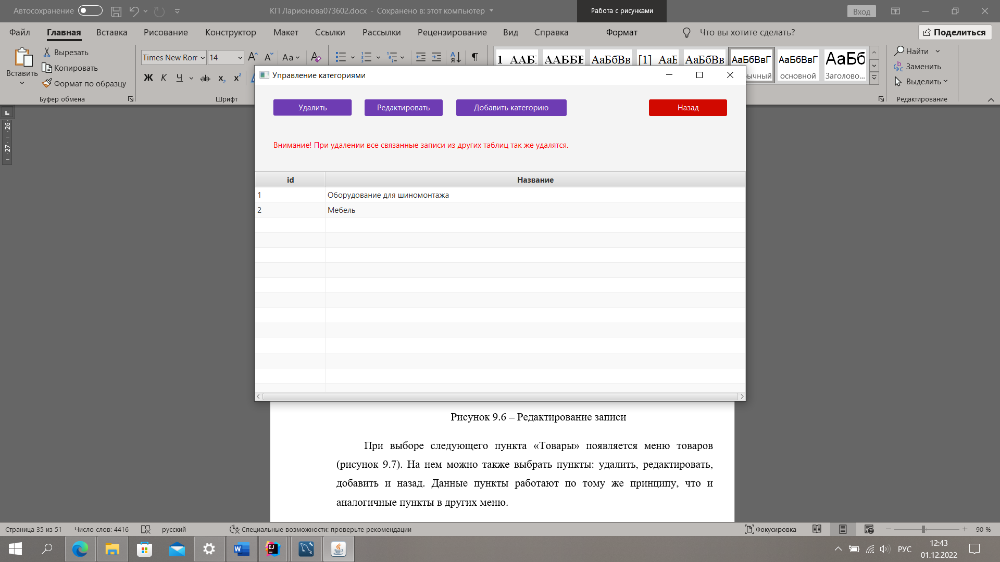 Автосохранение
КП Ларионова073602.docx - Сохранено в: этот компьютер
Работа с рисунками
Вход
Файл Главная Вставка Рисование Конструктор Макет Ссылки Рассылки Рецензирование Вид Справка Формат Что вы хотите сделать? Поделиться
Вставить
Вырезать
Копировать
Формат по образцу
Буфер обмена
Times New Ron 14
Ж К Ч ab x₂ x²
Шрифт
1 ААБ ААББЕ АаБбВв [1] АаБ АаБбВв АаБбВвГ АаБбВвГ АаБб
ычный основной Заголово...
Найти
Заменить
Выделить
Редактирование
Управление категориями
Удалить Редактировать Добавить категорию Назад
Внимание! При удалении все связанные записи из других таблиц так же удалятся.
id Название
1 Оборудование для шиномонтажа
2 Мебель
26
27
Рисунок 9.6 – Редактирование записи
При выборе следующего пункта «Товары» появляется меню товаров
(рисунок 9.7). На нем можно также выбрать пункты: удалить, редактировать,
добавить и назад. Данные пункты работают по тому же принципу, что и
аналогичные пункты в других меню.
Страница 35 из 51 Число слов: 4416 русский Специальные возможности: проверьте рекомендации Фокусировка 90 %
РУС
12:43
01.12.2022